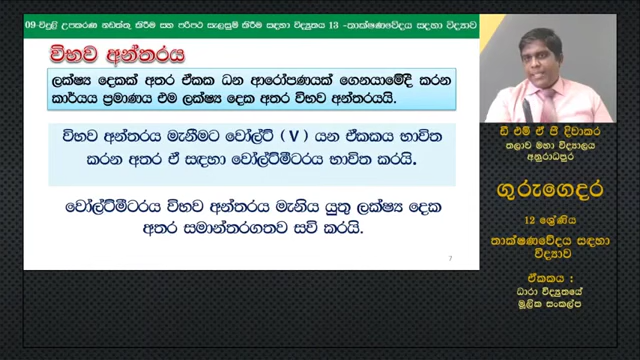 09-විදුලි උපකරණ නඩත්තු කිරීම සහ පරිපථ සැලසුම් කිරීම සඳහා විද්‍යුතය 13 -තාක්ෂණවේදය සඳහා විද්‍යාව
විභව අන්තරය
ලක්ෂ්‍ය දෙකක් අතර ඒකක ධන ආරෝපණයක් ගෙනයාමේදී කරන
කාර්යය ප්‍රමාණය එම ලක්ෂ්‍ය දෙක අතර විභව අන්තරයයි.
විභව අන්තරය මැනීමට වෝල්ට් ( V ) යන ඒකකය භාවිත
කරන අතර ඒ සඳහා වෝල්ට්මීටරය භාවිත කරයි.
වෝල්ට්මීටරය විභව අන්තරය මැනිය යුතු ලක්ෂ්‍ය දෙක
අතර සමාන්තරගතව සවි කරයි.
7
ඩී එම් ඒ පී දිවාකර
තලාව මහා විද්‍යාලය
අනුරාධපුර
ගුරුගෙදර
12 ශ්‍රේණිය
තාක්ෂණවේදය සඳහා
විද්‍යාව
ඒකකය :
ධාරා විද්‍යුතයේ
මූලික සංකල්ප